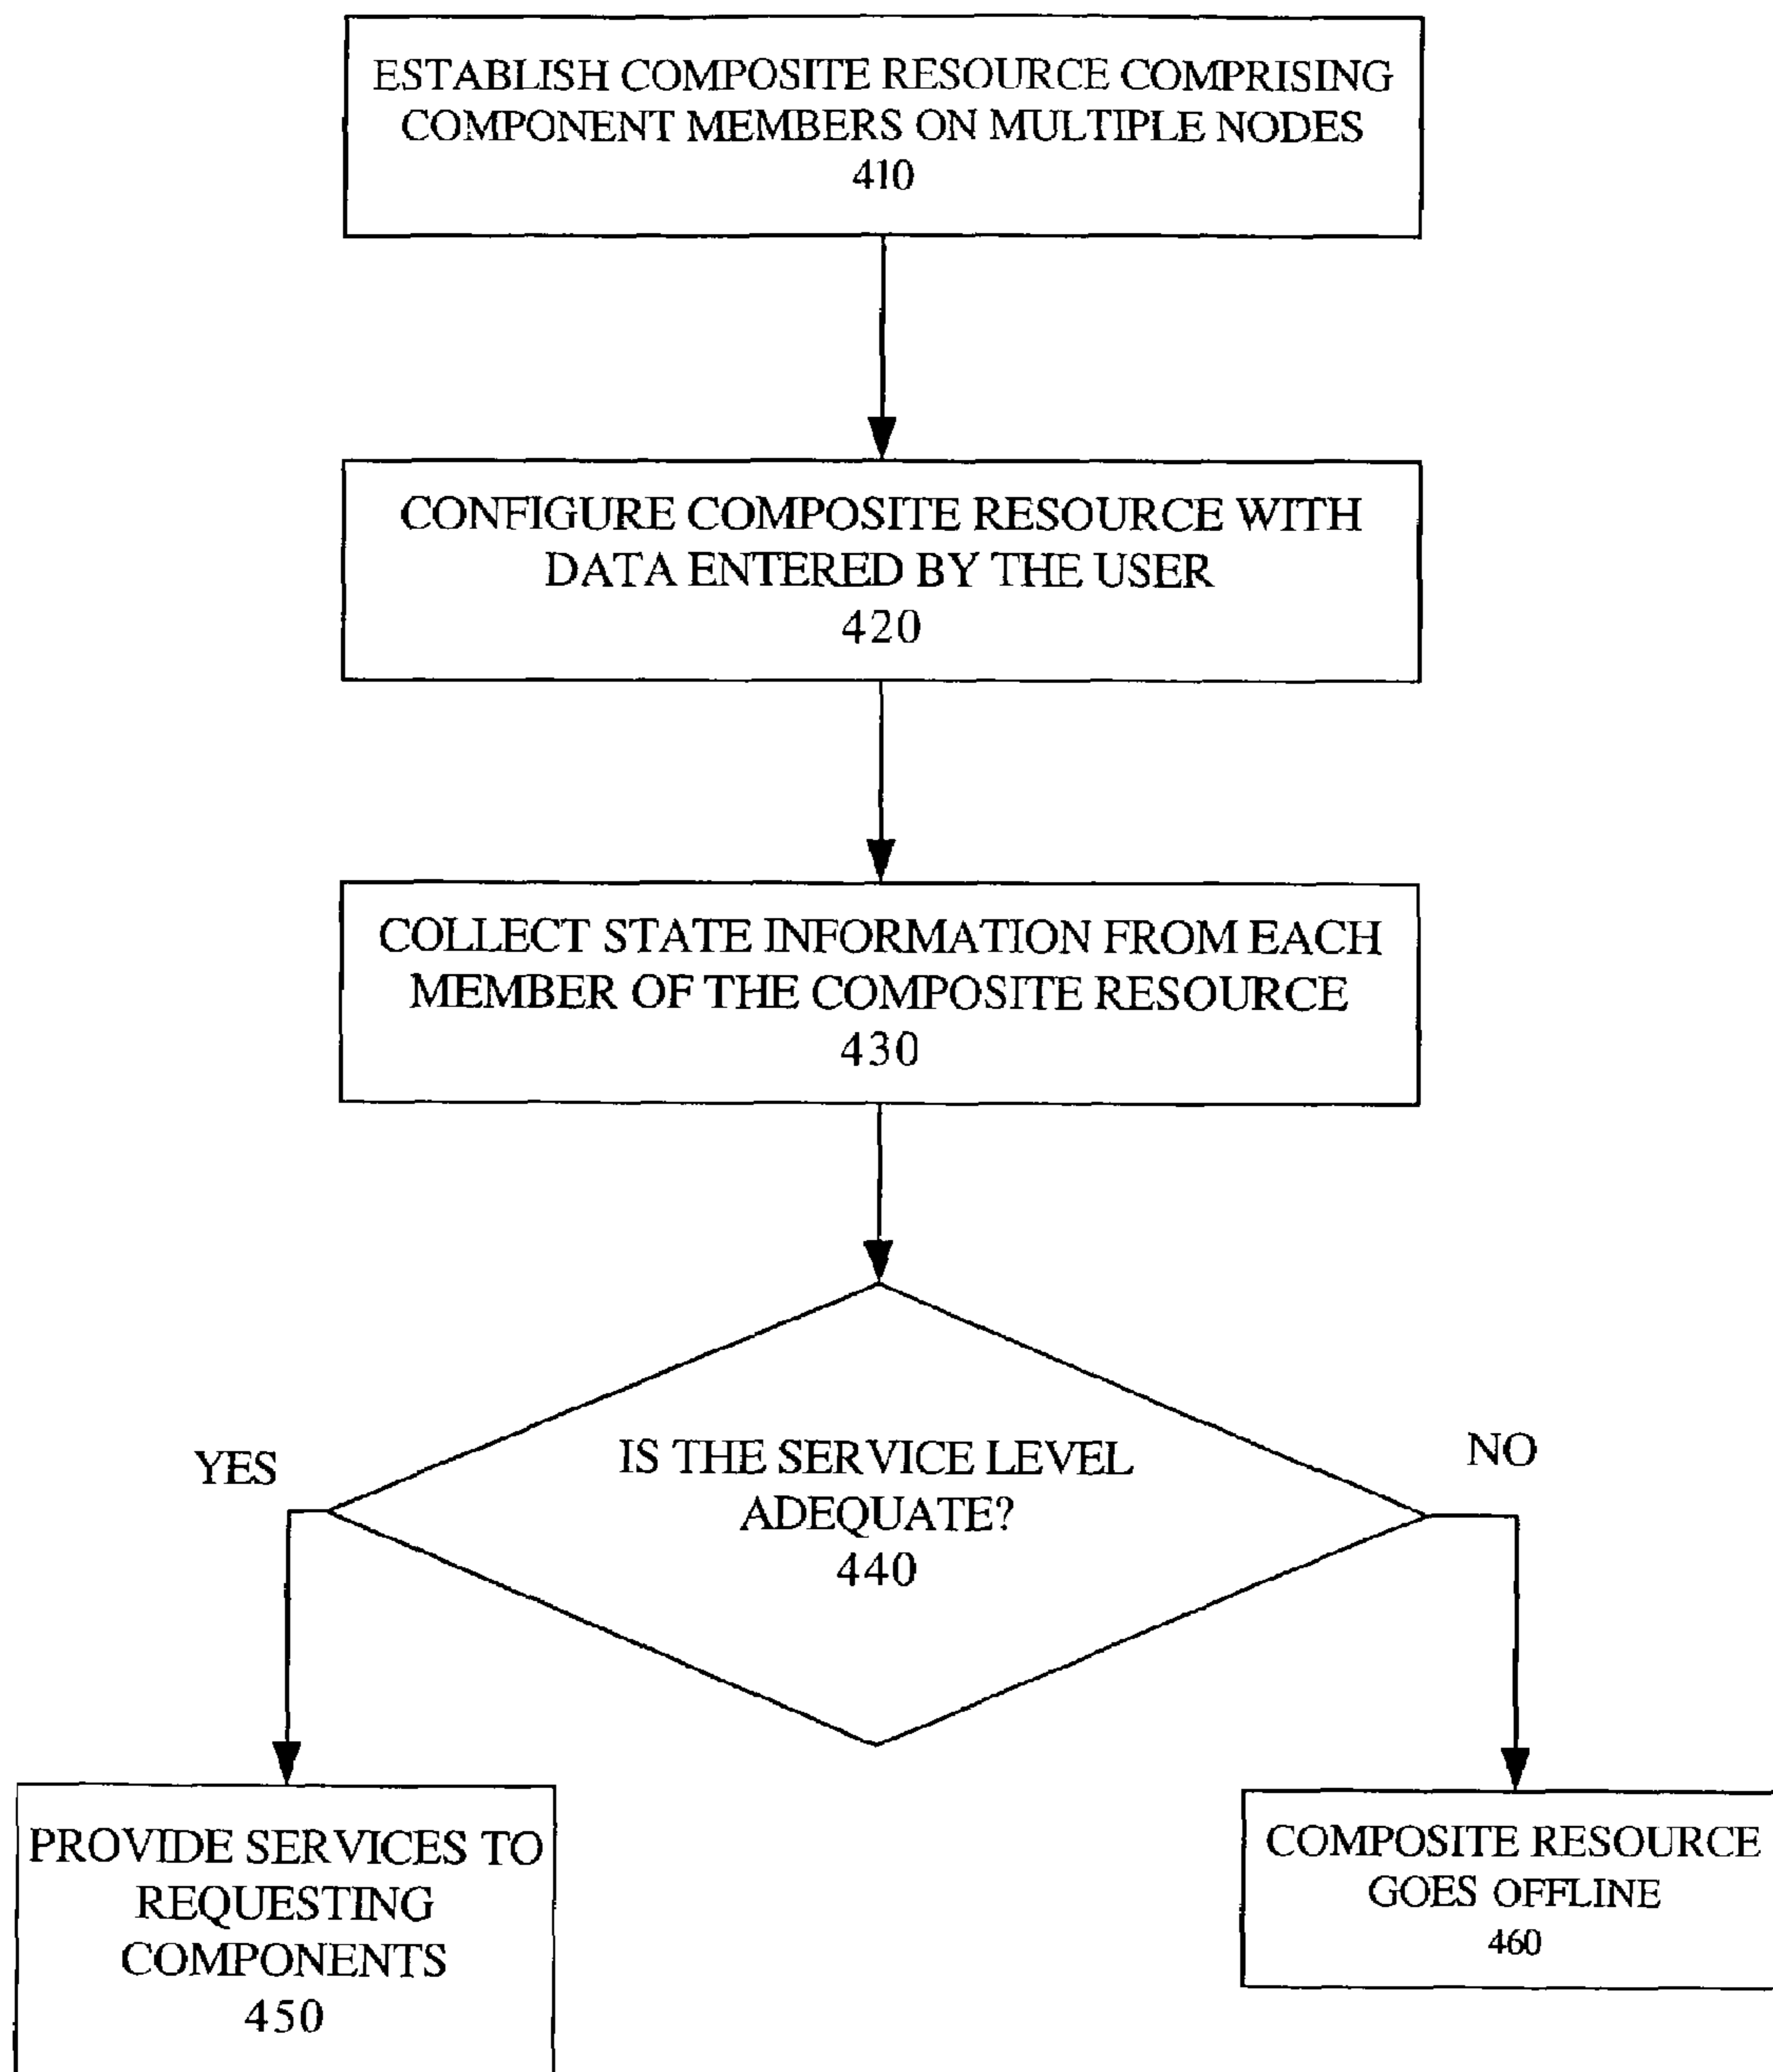 ESTABLISH COMPOSITE RESOURCE COMPRISING
COMPONENT MEMBERS ON MULTIPLE NODES
410
CONFIGURE COMPOSITE RESOURCE WITH
DATA ENTERED BY THE USER
420
COLLECT STATE INFORMATION FROM EACH
MEMBER OF THE COMPOSITE RESOURCE
430
YES
NO
IS THE SERVICE LEVEL
ADEQUATE?
440
PROVIDE SERVICES TO
REQUESTING
COMPONENTS
450
COMPOSITE RESOURCE
GOES OFFLINE
460